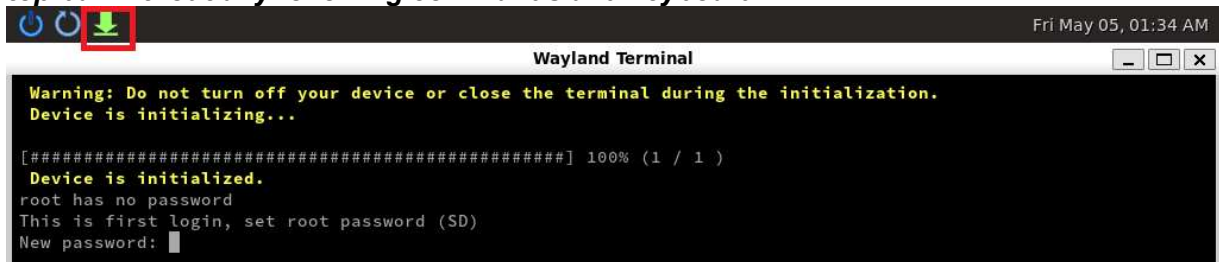 Fri May 05, 01:34 AM
Wayland Terminal
Warning: Do not turn off your device or close the terminal during the initialization.
Device is initializing...
[##################################################] 100% (1 / 1 )
Device is initialized.
root has no password
This is first login, set root password (SD)
New password: